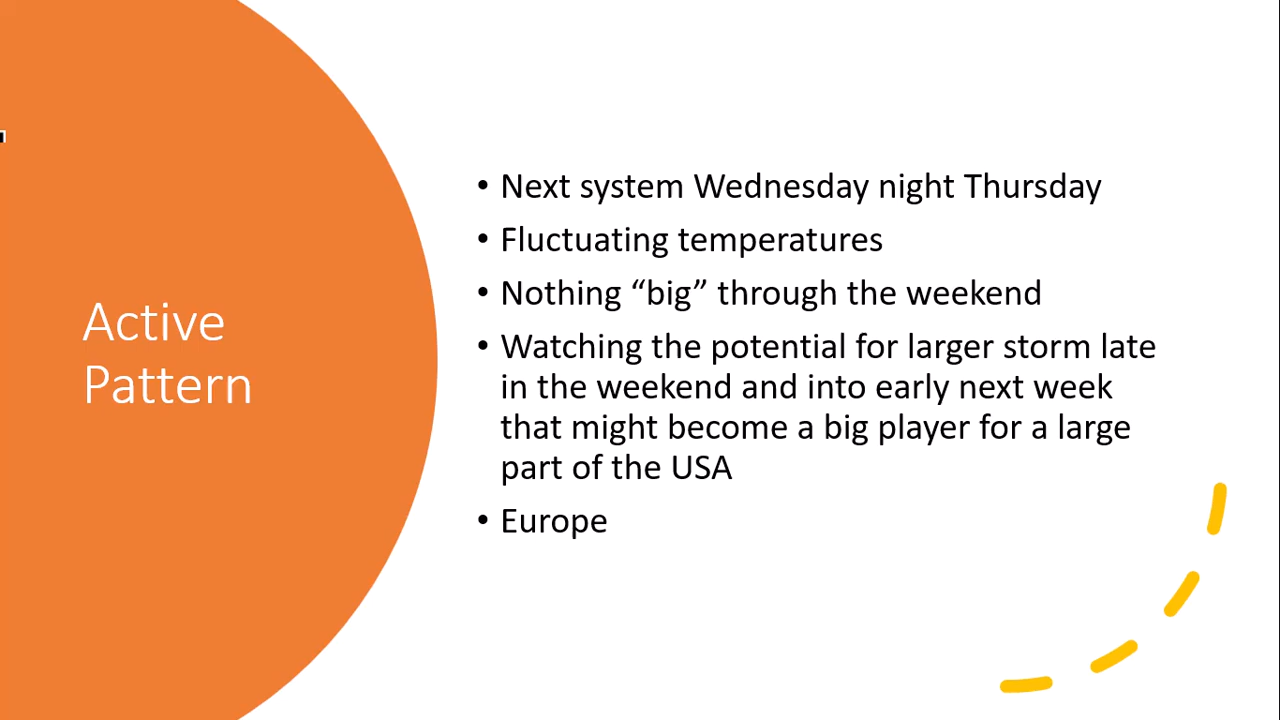 Active
Pattern
• Next system Wednesday night Thursday
• Fluctuating temperatures
• Nothing “big” through the weekend
• Watching the potential for larger storm late
in the weekend and into early next week
that might become a big player for a large
part of the USA
• Europe